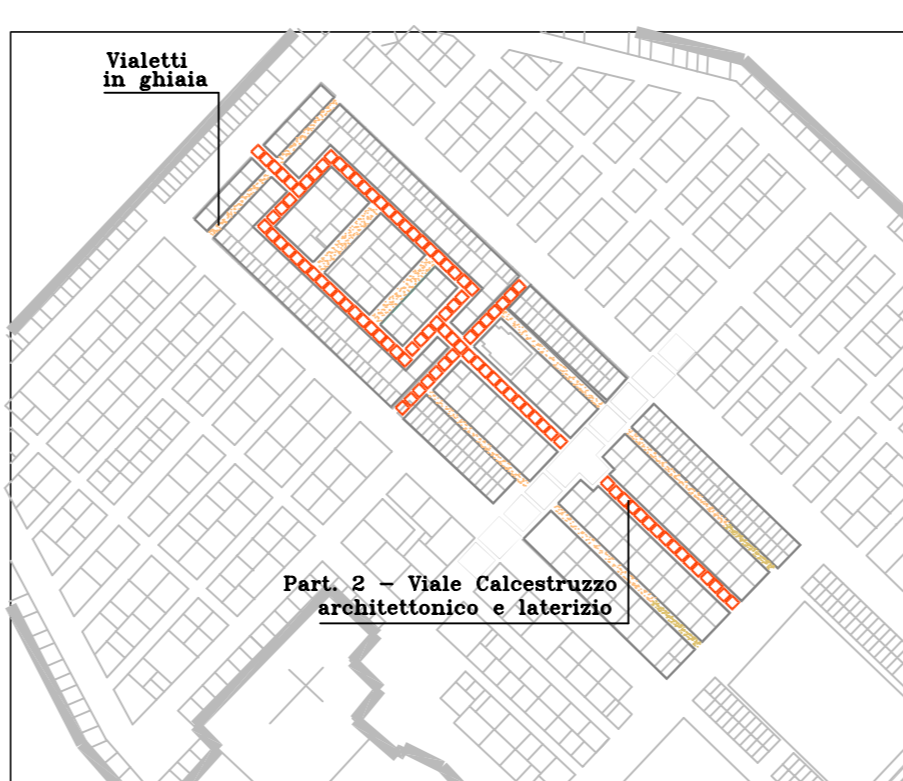 Vialetti
in ghiaia
Part. 2 – Viale Calcestruzzo
architettonico e laterizio